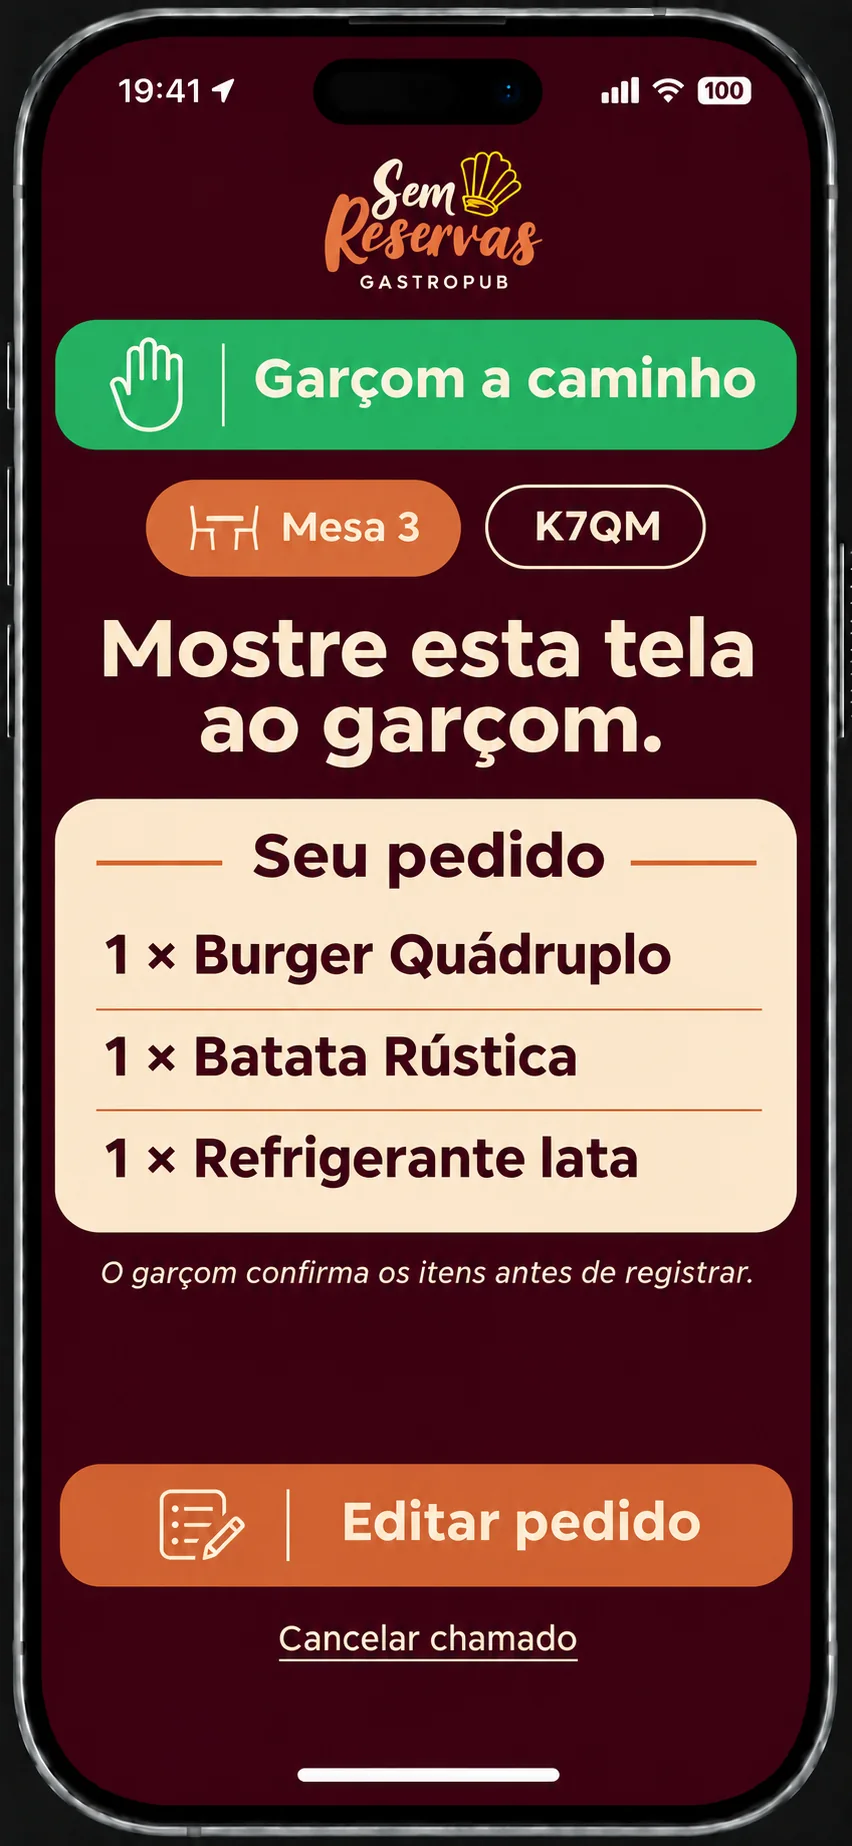 19:41
100
Sem
Reservas
GASTROPUB
Garçom a caminho
Mesa 3
K7QM
Mostre esta tela
ao garçom.
Seu pedido
1 × Burger Quádruplo
1 × Batata Rústica
1 × Refrigerante lata
O garçom confirma os itens antes de registrar.
Editar pedido
Cancelar chamado